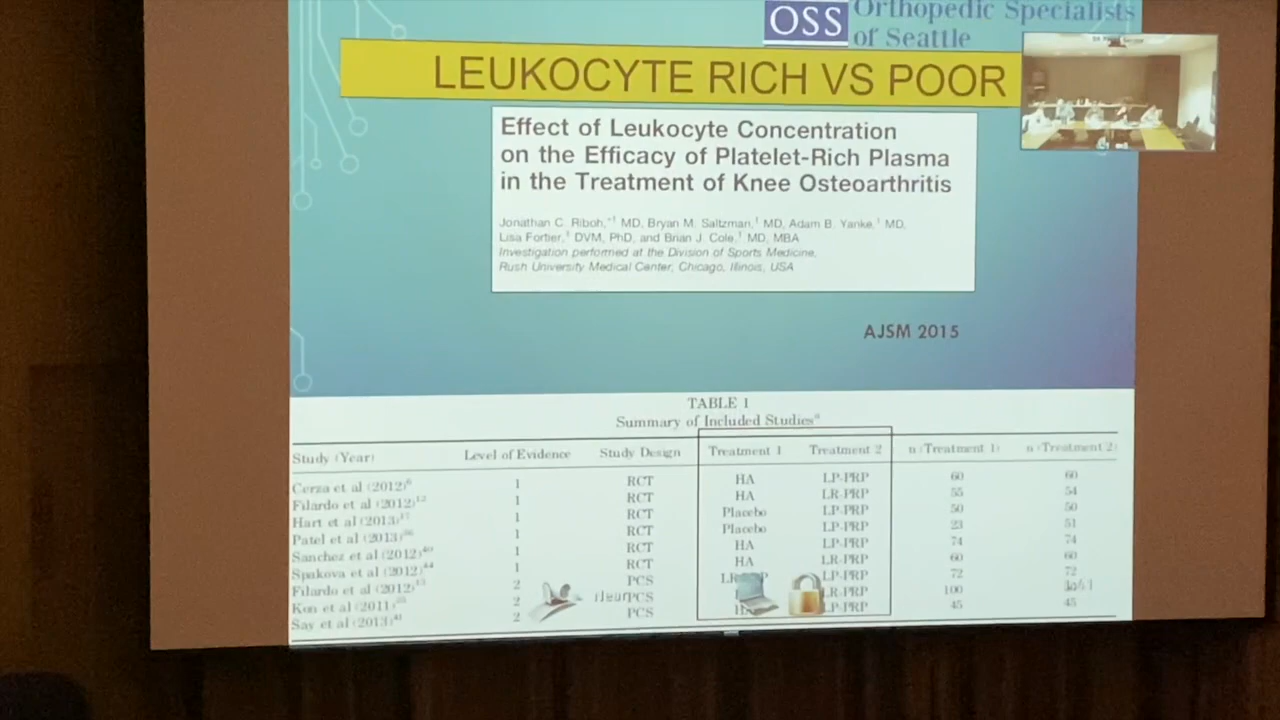 OSS Orthopedic Specialists
of Seattle
LEUKOCYTE RICH VS POOR
Effect of Leukocyte Concentration
on the Efficacy of Platelet-Rich Plasma
in the Treatment of Knee Osteoarthritis
Jonathan C. Riboh, MD, Bryan M. Saltzman, MD, Adam B. Yanke, MD,
Lisa Fortier, DVM, PhD, and Brian J. Cole, MD, MBA
Investigation performed at the Division of Sports Medicine,
Rush University Medical Center, Chicago, Illinois, USA
AJSM 2015
TABLE 1
Summary of Included Studies
Study (Year) Level of Evidence Study Design Treatment 1 Treatment 2 n (Treatment 1) n (Treatment 2)
Cerza et al (2012) 1 RCT HA LP-PRP 60 60
Filardo et al (2012) 1 RCT HA LR-PRP 55 54
Hart et al (2013) 1 RCT Placebo LP-PRP 50 50
Patel et al (2013) 1 RCT Placebo LP-PRP 23 51
Sanchez et al (2012) 1 RCT HA LP-PRP 74 74
Spakova et al (2012) 1 RCT HA LR-PRP 60 60
Filardo et al (2012) 2 PCS LP-PRP 72 72
Kon et al (2011) 2 PCS LR-PRP 100
Say et al (2013) 2 PCS HA LP-PRP 45 45